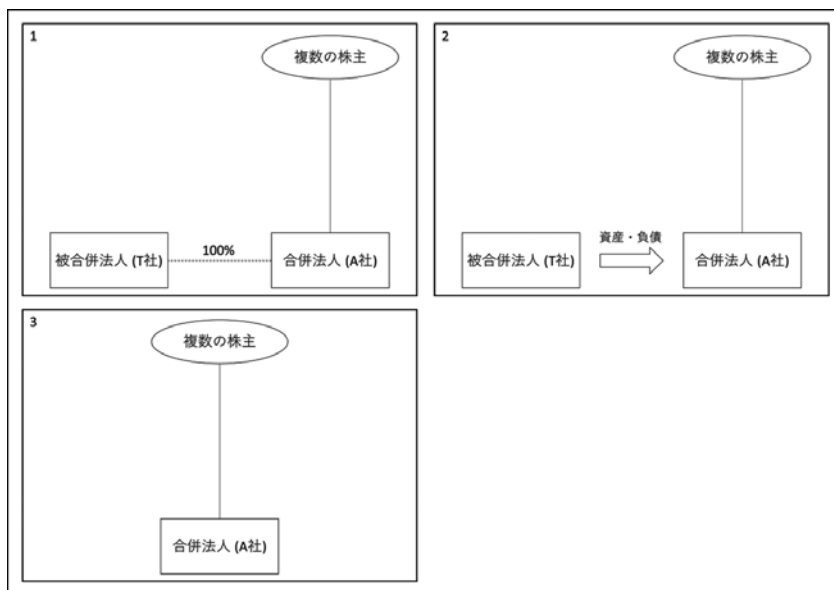 1
複数の株主
被合併法人 (T社)
100%
合併法人 (A社)
2
複数の株主
被合併法人 (T社)
資産・負債
合併法人 (A社)
3
複数の株主
合併法人 (A社)